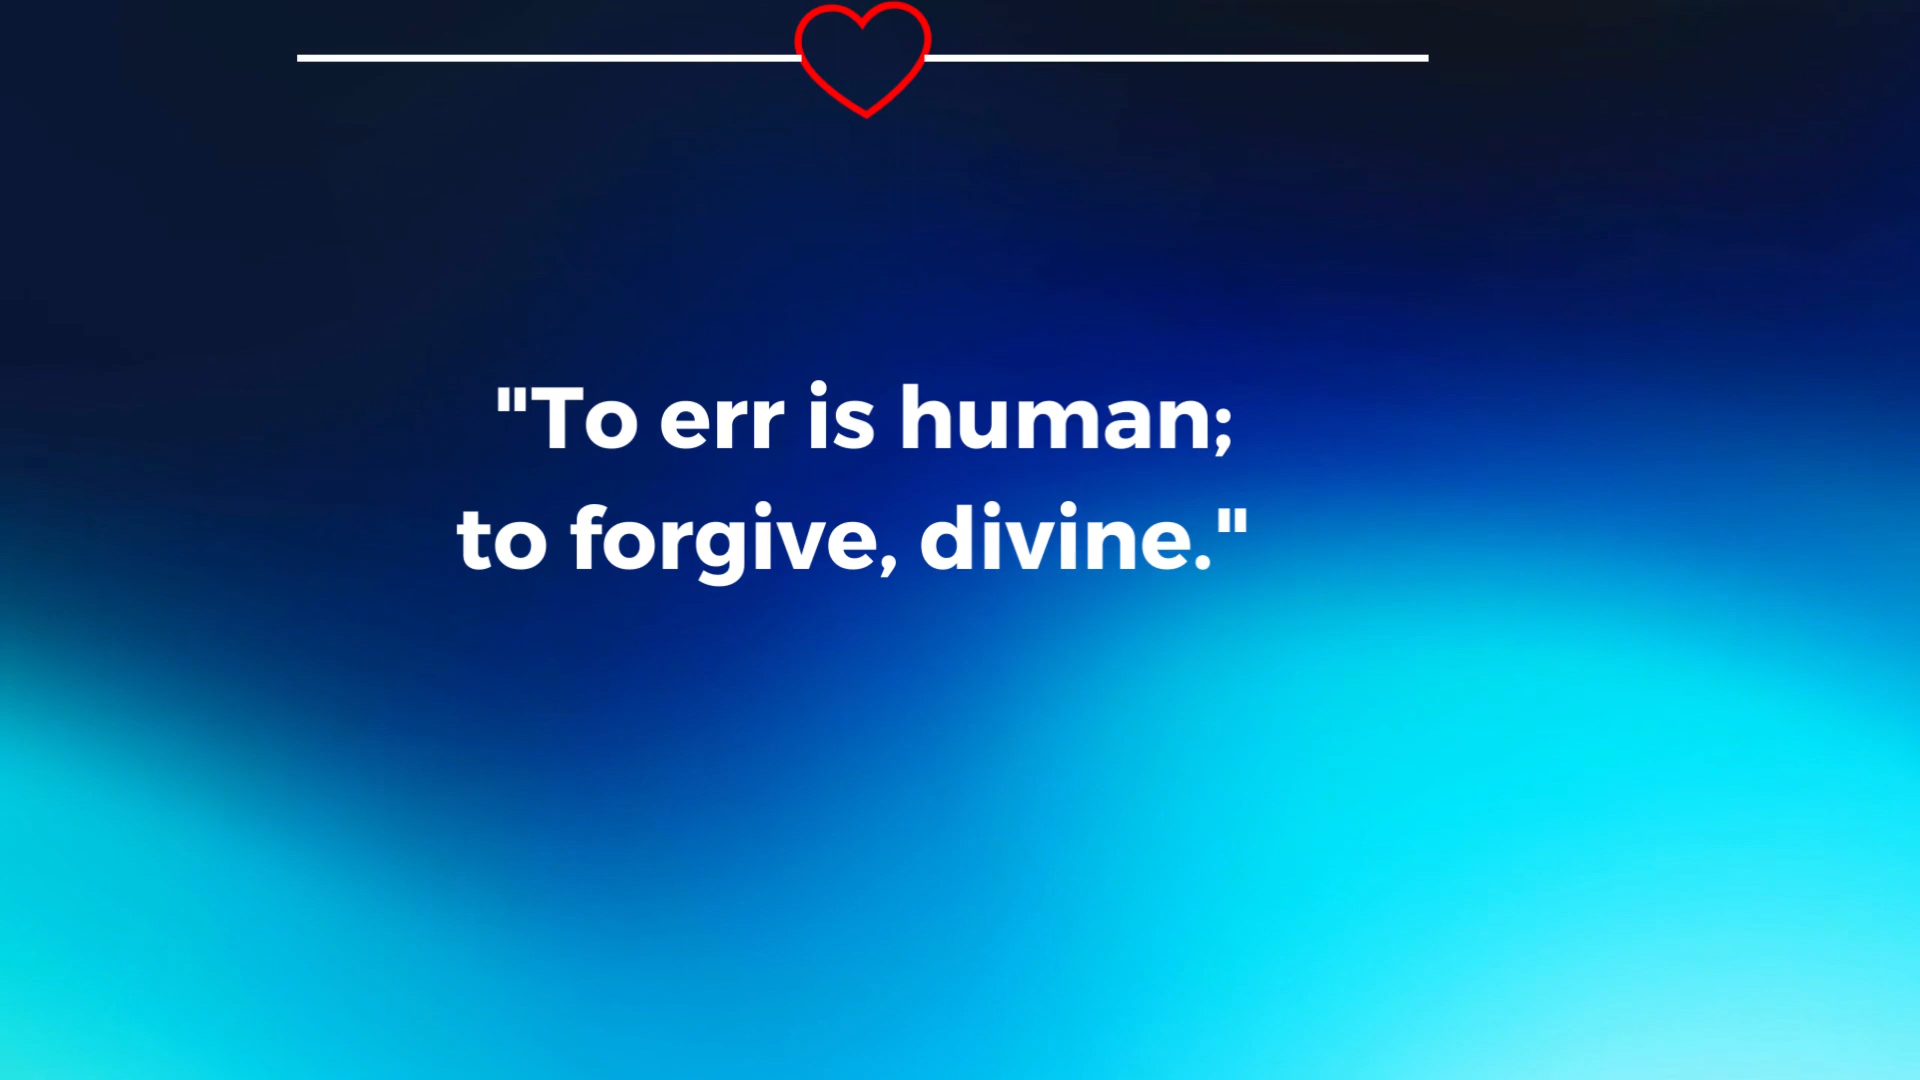 "To err is human;
to forgive, divine."